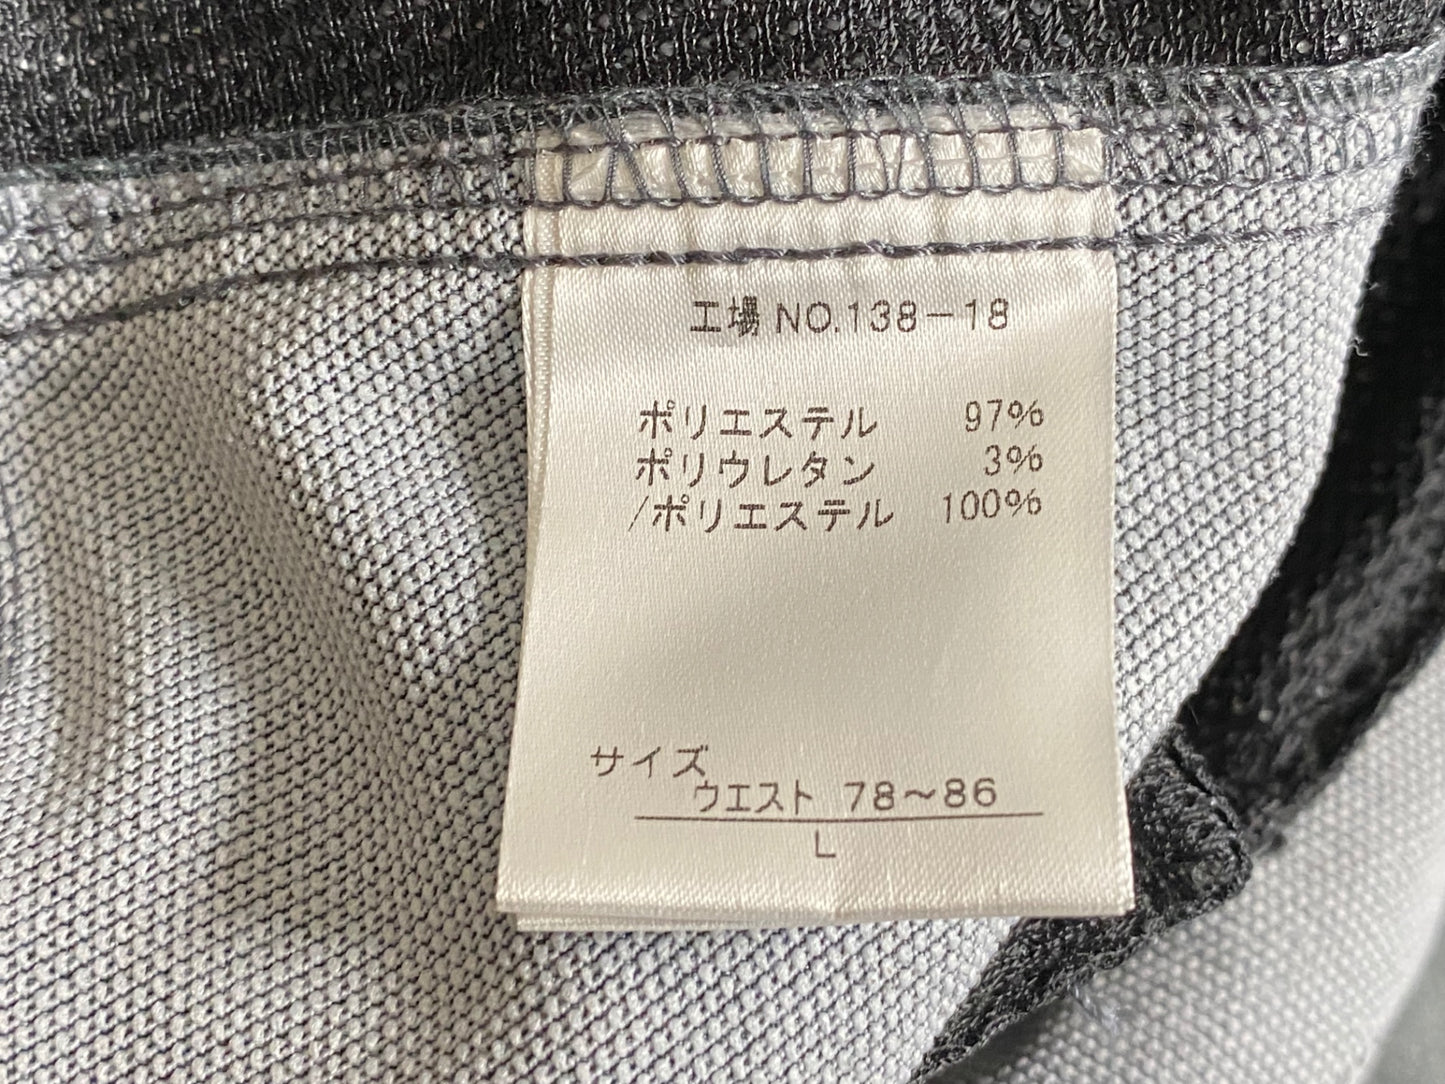 工場 NO.138-18
ポリエステル 97%
ポリウレタン 3%
/ポリエステル 100%
サイズ
ウエスト 78～86
L